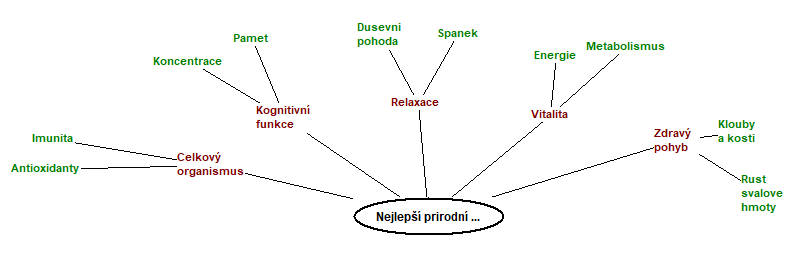 Dusevni
pohoda
Spanek
Pamet
Energie
Metabolismus
Koncentrace
Relaxace
Kognitivní
funkce
Vitalita
Klouby
a kosti
Zdravý
pohyb
Imunita
Antioxidanty
Celkový
organismus
Rust
svalove
hmoty
Nejlepší prirodní ...